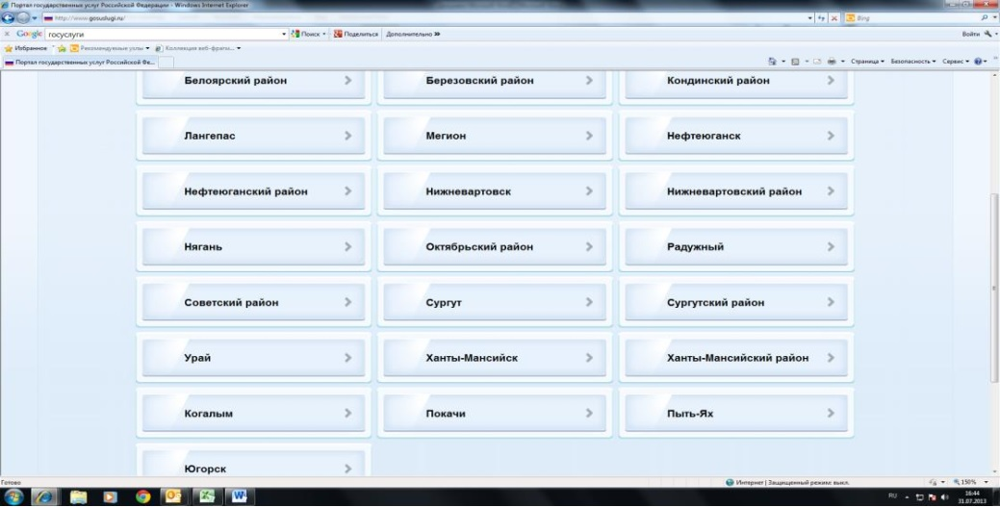 Портал государственных услуг Российской Федерации - Windows Internet Explorer
http://www.gosuslugi.ru/
Bing
Google госуслуги Поиск Поделиться Дополнительно Войти
Избранное Рекомендуемые узлы Коллекция веб-фрагм...
Портал государственных услуг Российской Фе... Страница Безопасность Сервис
Белоярский район Березовский район Кондинский район
Лангепас Мегион Нефтеюганск
Нефтеюганский район Нижневартовск Нижневартовский район
Нягань Октябрьский район Радужный
Советский район Сургут Сургутский район
Урай Ханты-Мансийск Ханты-Мансийский район
Когалым Покачи Пыть-Ях
Югорск
Готово Интернет | Защищенный режим: выкл. 150%
RU 16:44
31.07.2013